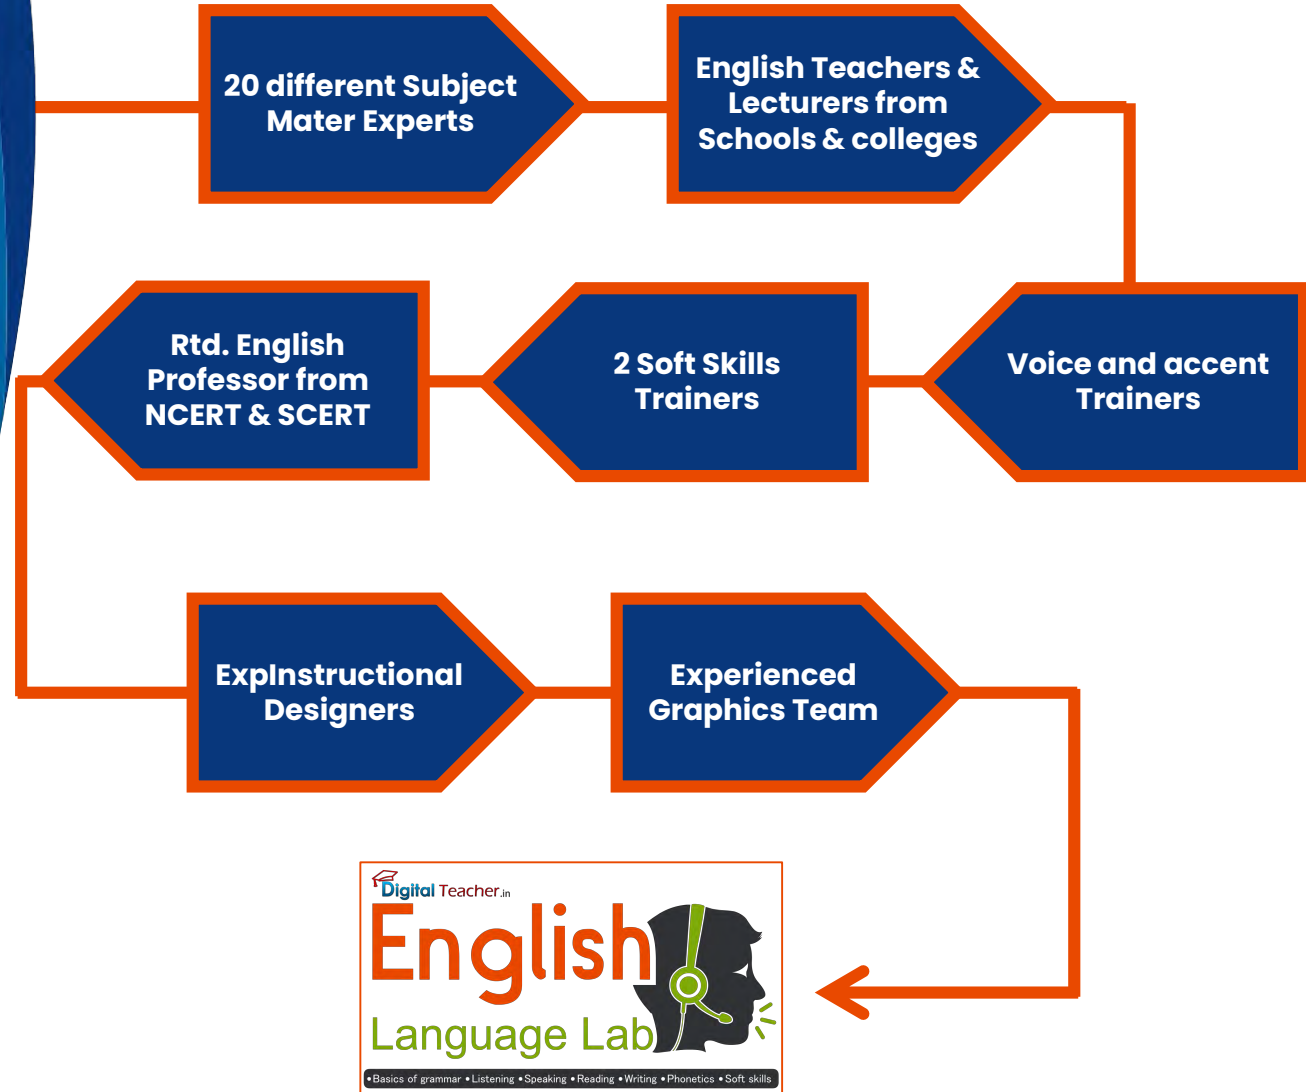 20 different Subject
Mater Experts
English Teachers &
Lecturers from
Schools & colleges
Voice and accent
Trainers
2 Soft Skills
Trainers
Rtd. English
Professor from
NCERT & SCERT
ExpInstructional
Designers
Experienced
Graphics Team
Digital Teacher.in
English
Language Lab
•Basics of grammar •Listening •Speaking •Reading •Writing •Phonetics •Soft skills